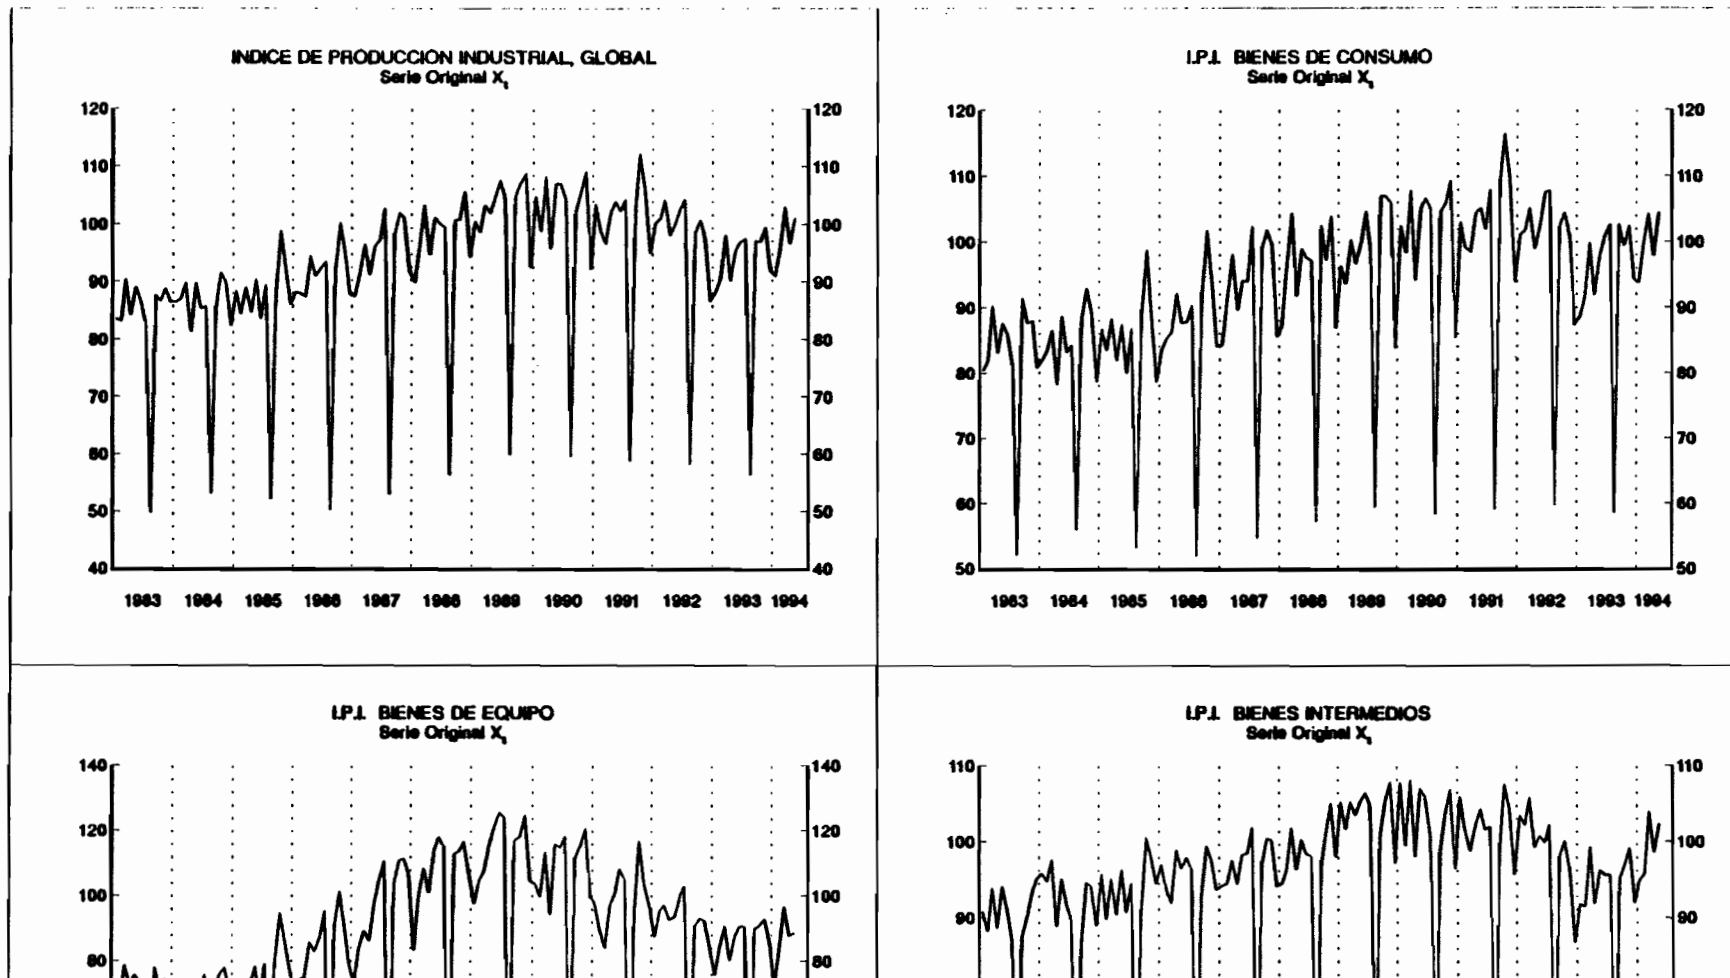 INDICE DE PRODUCCION INDUSTRIAL, GLOBAL
Serie Original Xt
120 120
110 110
100 100
90 90
80 80
70 70
60 60
50 50
40 40
1983 1984 1985 1986 1987 1988 1989 1990 1991 1992 1993 1994
I.P.I. BIENES DE CONSUMO
Serie Original Xt
120 120
110 110
100 100
90 90
80 80
70 70
60 60
50 50
1983 1984 1985 1986 1987 1988 1989 1990 1991 1992 1993 1994
I.P.I. BIENES DE EQUIPO
Serie Original Xt
140 140
120 120
100 100
80 80
I.P.I. BIENES INTERMEDIOS
Serie Original Xt
110 110
100 100
90 90